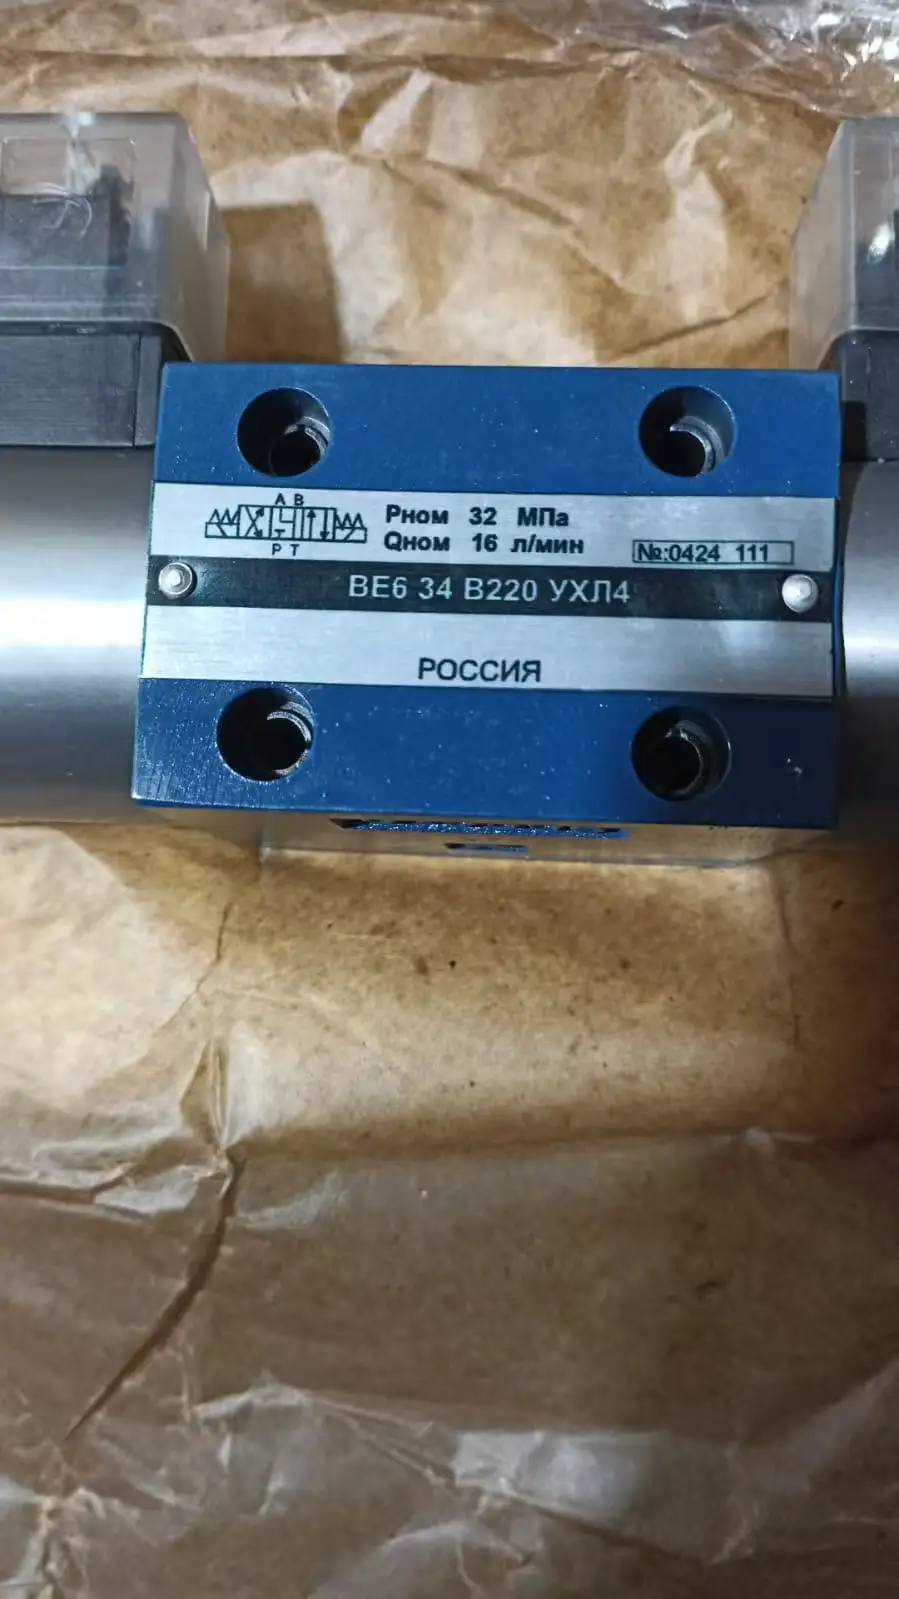 A B
P T
Рном 32 МПа
Qном 16 л/мин
№:0424 111
ВЕ6 34 В220 УХЛ4
РОССИЯ